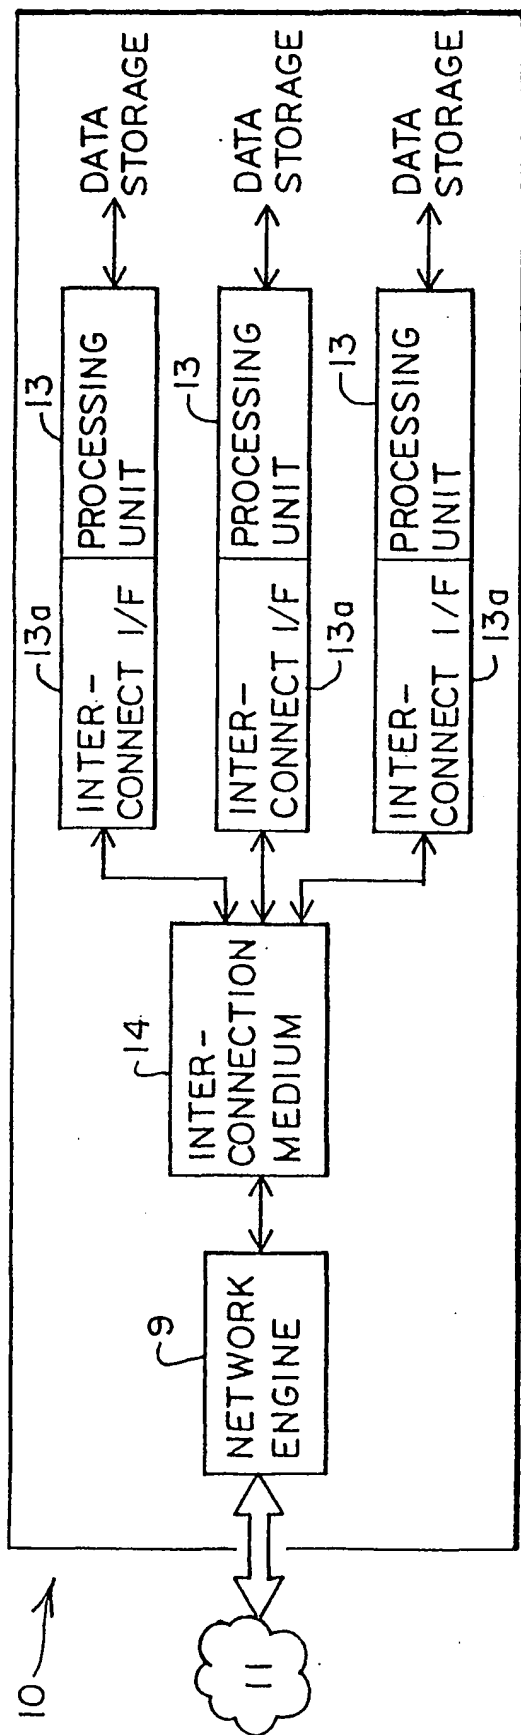 10
11
9
NETWORK
ENGINE
14
INTER-
CONNECTION
MEDIUM
13a
INTER-
CONNECT I/F
13
PROCESSING
UNIT
DATA
STORAGE
INTER-
CONNECT I/F
13a
13
PROCESSING
UNIT
DATA
STORAGE
INTER-
CONNECT I/F
13a
13
PROCESSING
UNIT
DATA
STORAGE